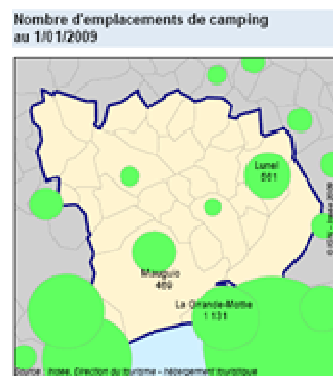 Nombre d'emplacements de camping
au 1/01/2009
Lunel
561
Mauguio
469
La Grande-Motte
1 131
Source : Insee, Direction du tourisme - hébergement touristique